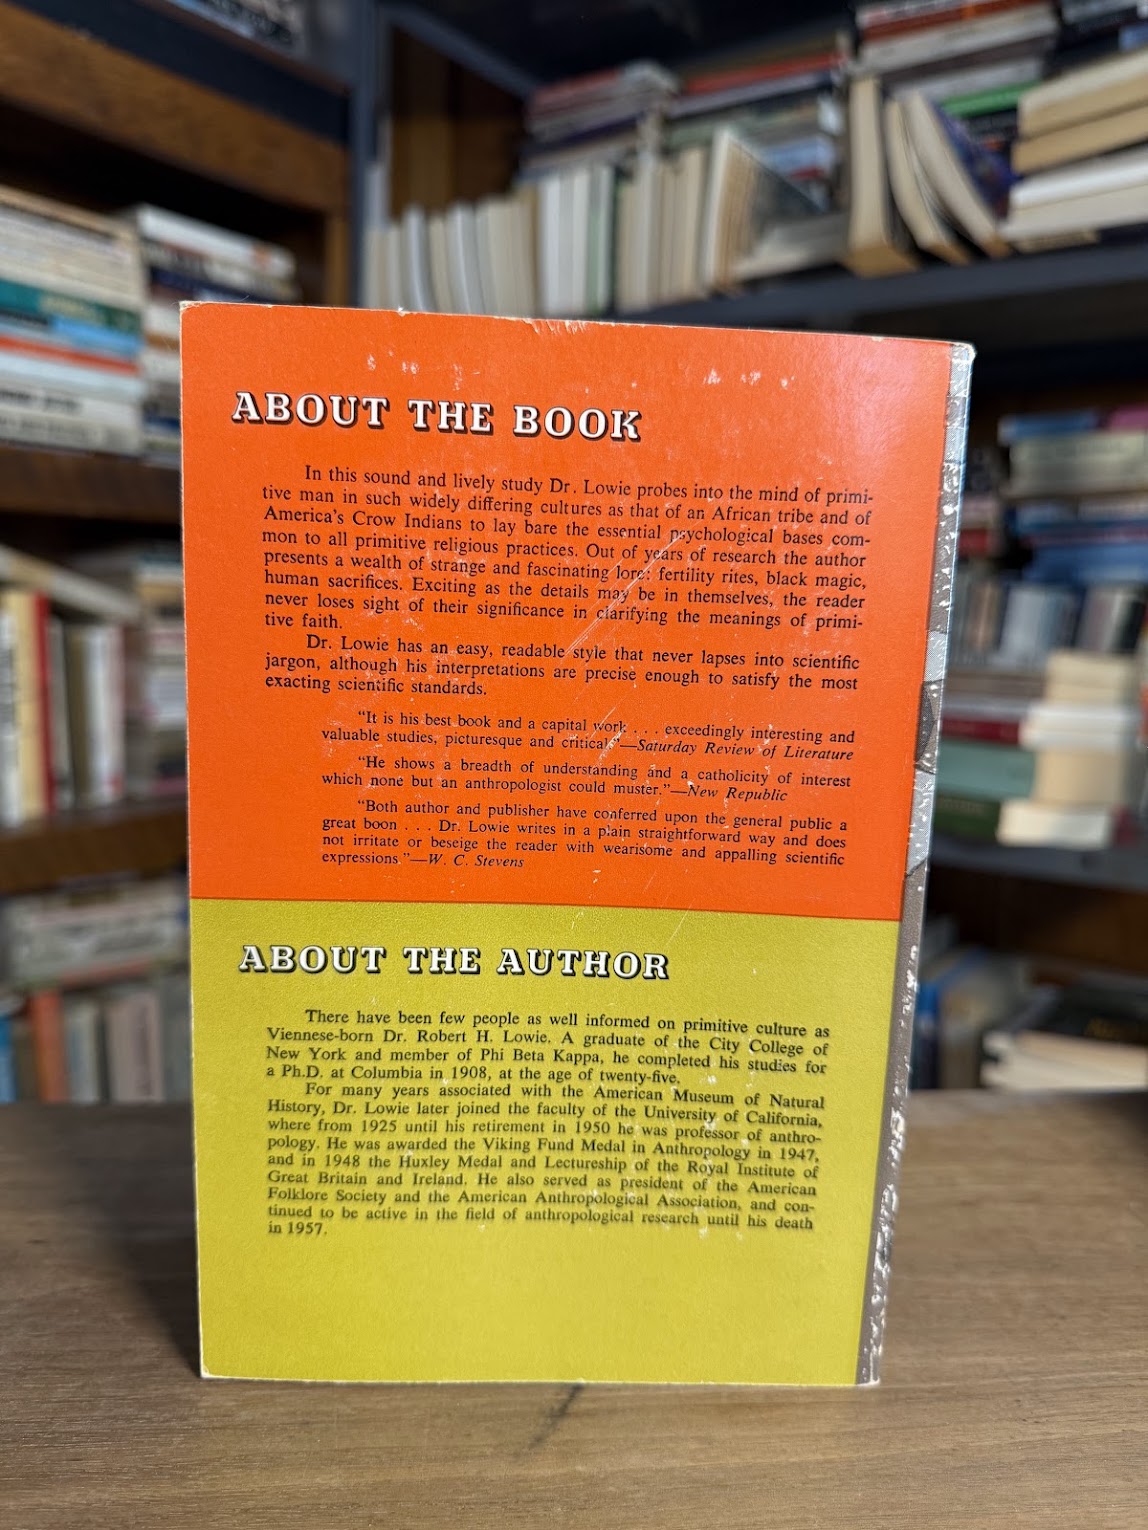 ABOUT THE BOOK
In this sound and lively study Dr. Lowie probes into the mind of primi-
tive man in such widely differing cultures as that of an African tribe and of
America's Crow Indians to lay bare the essential psychological bases com-
mon to all primitive religious practices. Out of years of research the author
presents a wealth of strange and fascinating lore: fertility rites, black magic,
human sacrifices. Exciting as the details may be in themselves, the reader
never loses sight of their significance in clarifying the meanings of primi-
tive faith.
Dr. Lowie has an easy, readable style that never lapses into scientific
jargon, although his interpretations are precise enough to satisfy the most
exacting scientific standards.
"It is his best book and a capital work . . . exceedingly interesting and
valuable studies, picturesque and critical"—Saturday Review of Literature
"He shows a breadth of understanding and a catholicity of interest
which none but an anthropologist could muster."—New Republic
"Both author and publisher have conferred upon the general public a
great boon . . . Dr. Lowie writes in a plain straightforward way and does
not irritate or beseige the reader with wearisome and appalling scientific
expressions."—W. C. Stevens
ABOUT THE AUTHOR
There have been few people as well informed on primitive culture as
Viennese-born Dr. Robert H. Lowie. A graduate of the City College of
New York and member of Phi Beta Kappa, he completed his studies for
a Ph.D. at Columbia in 1908, at the age of twenty-five.
For many years associated with the American Museum of Natural
History, Dr. Lowie later joined the faculty of the University of California,
where from 1925 until his retirement in 1950 he was professor of anthro-
pology. He was awarded the Viking Fund Medal in Anthropology in 1947,
and in 1948 the Huxley Medal and Lectureship of the Royal Institute of
Great Britain and Ireland. He also served as president of the American
Folklore Society and the American Anthropological Association, and con-
tinued to be active in the field of anthropological research until his death
in 1957.